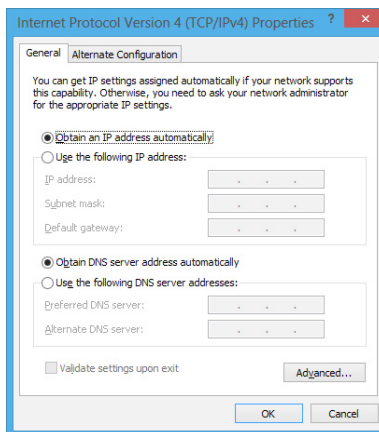 Internet Protocol Version 4 (TCP/IPv4) Properties ? ×
General Alternate Configuration
You can get IP settings assigned automatically if your network supports
this capability. Otherwise, you need to ask your network administrator
for the appropriate IP settings.
Obtain an IP address automatically
Use the following IP address:
IP address: . . .
Subnet mask: . . .
Default gateway: . . .
Obtain DNS server address automatically
Use the following DNS server addresses:
Preferred DNS server: . . .
Alternate DNS server: . . .
Validate settings upon exit
Advanced...
OK Cancel